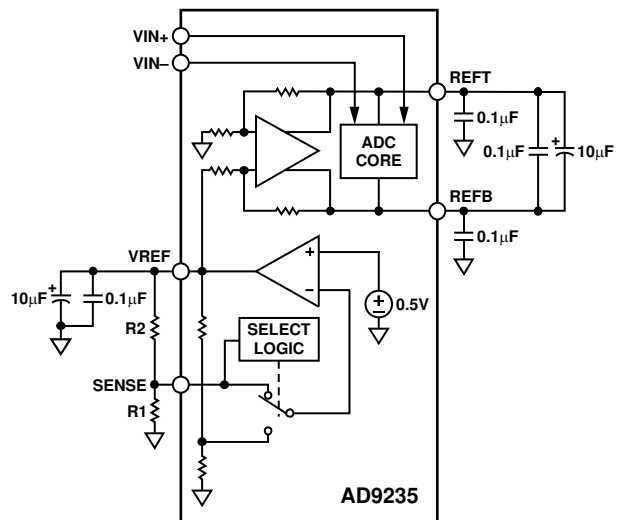 VIN+
VIN–
REFT
0.1μF
ADC
CORE
0.1μF
+
10μF
REFB
0.1μF
VREF
+
–
10μF
+
0.1μF
R2
0.5V
SELECT
LOGIC
SENSE
R1
AD9235